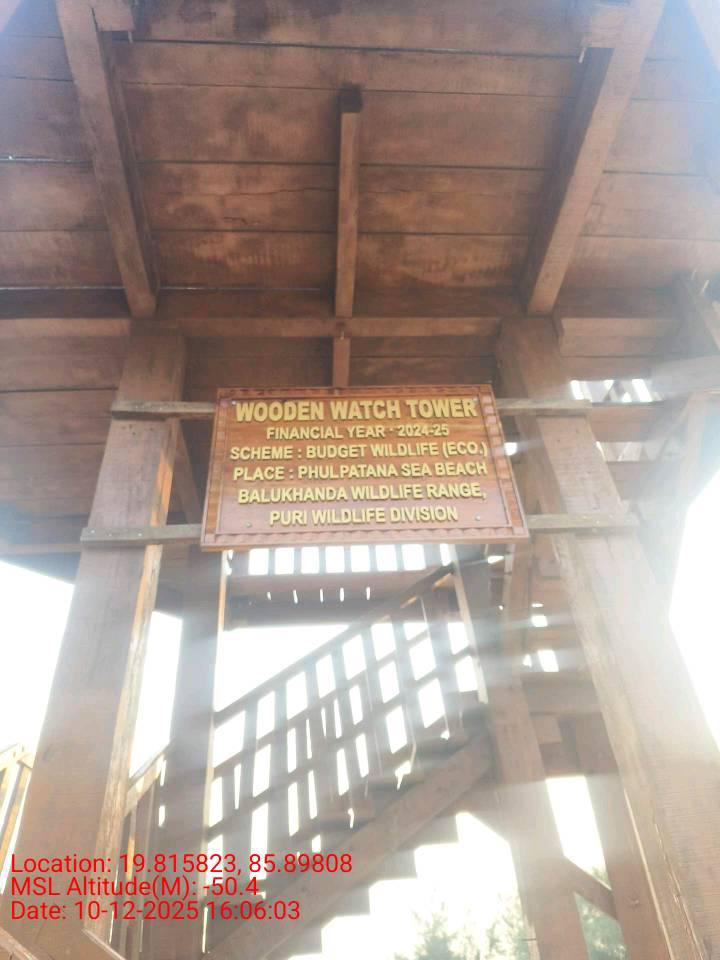 WOODEN WATCH TOWER
FINANCIAL YEAR - 2024-25
SCHEME : BUDGET WILDLIFE (ECO.)
PLACE : PHULPATANA SEA BEACH
BALUKHANDA WILDLIFE RANGE,
PURI WILDLIFE DIVISION
Location: 19.815823, 85.89808
MSL Altitude(M): -50.4
Date: 10-12-2025 16:06:03